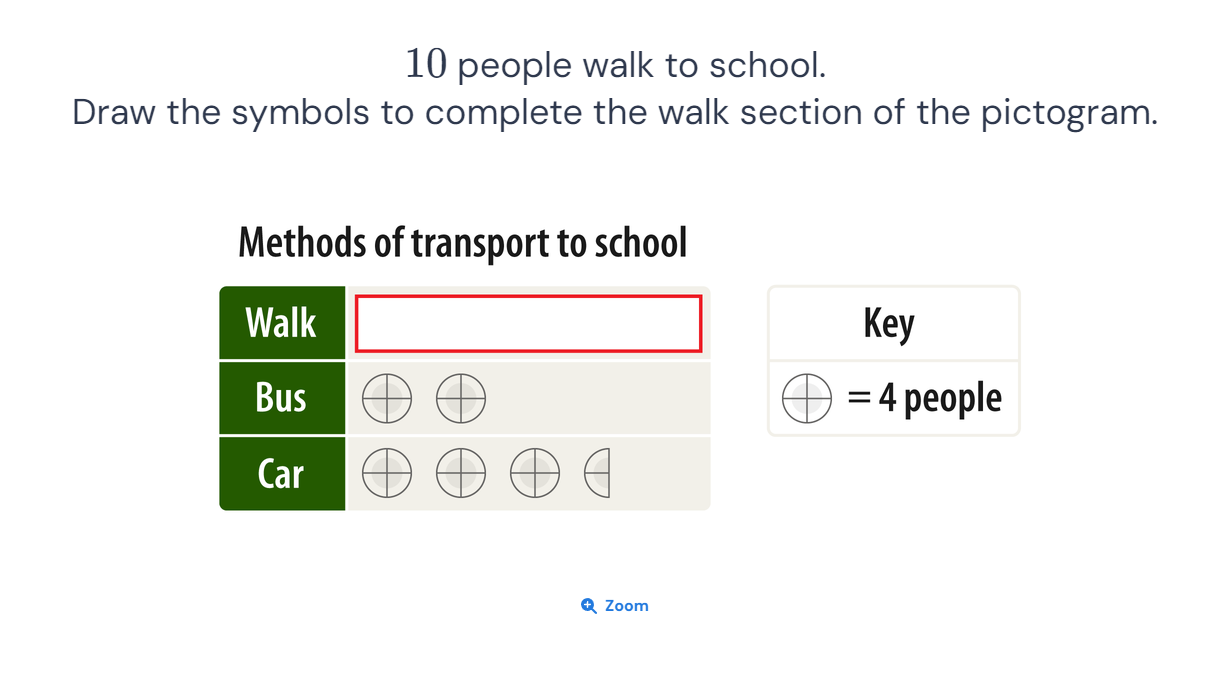 10 people walk to school.
Draw the symbols to complete the walk section of the pictogram.
Methods of transport to school
Walk
Bus
Car
Key
= 4 people
Zoom